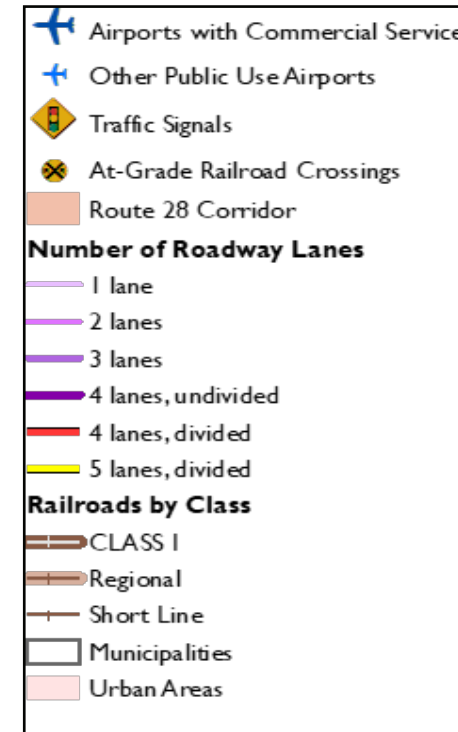 Airports with Commercial Service
Other Public Use Airports
Traffic Signals
At-Grade Railroad Crossings
Route 28 Corridor
Number of Roadway Lanes
1 lane
2 lanes
3 lanes
4 lanes, undivided
4 lanes, divided
5 lanes, divided
Railroads by Class
CLASS I
Regional
Short Line
Municipalities
Urban Areas